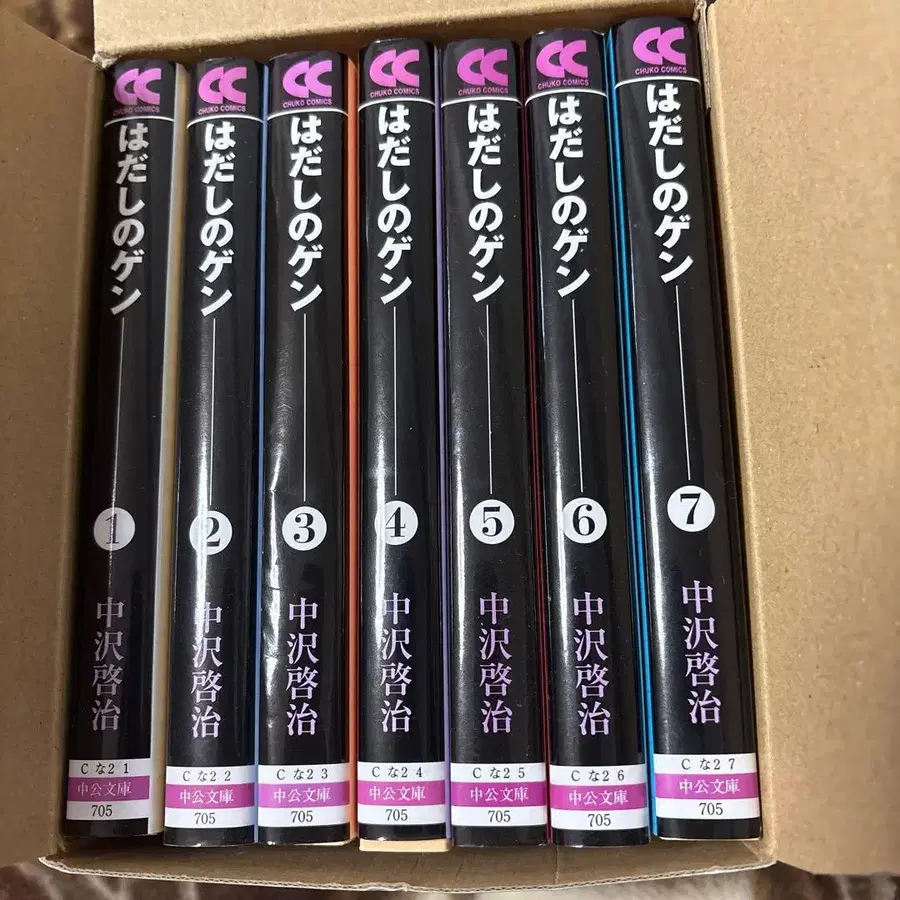 CC
CHUKO COMICS
はだしのゲン
1
中沢啓治
C な2 1
中公文庫
705
CC
CHUKO COMICS
はだしのゲン
2
中沢啓治
C な2 2
中公文庫
705
CC
CHUKO COMICS
はだしのゲン
3
中沢啓治
C な2 3
中公文庫
705
CC
CHUKO COMICS
はだしのゲン
4
中沢啓治
C な2 4
中公文庫
705
CC
CHUKO COMICS
はだしのゲン
5
中沢啓治
C な2 5
中公文庫
705
CC
CHUKO COMICS
はだしのゲン
6
中沢啓治
C な2 6
中公文庫
705
CC
CHUKO COMICS
はだしのゲン
7
中沢啓治
C な2 7
中公文庫
705